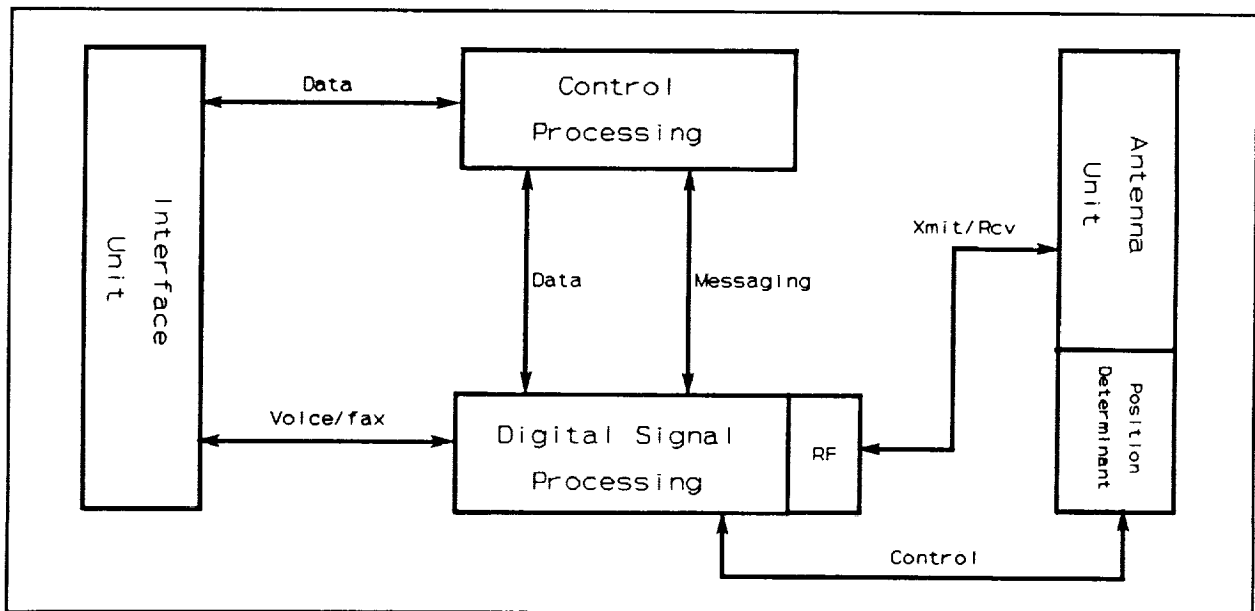 Data
Control
Processing
Interface
Unit
Antenna
Unit
Xmit/Rcv
Data
Messaging
Position
Determinant
Voice/fax
Digital Signal
Processing
RF
Control